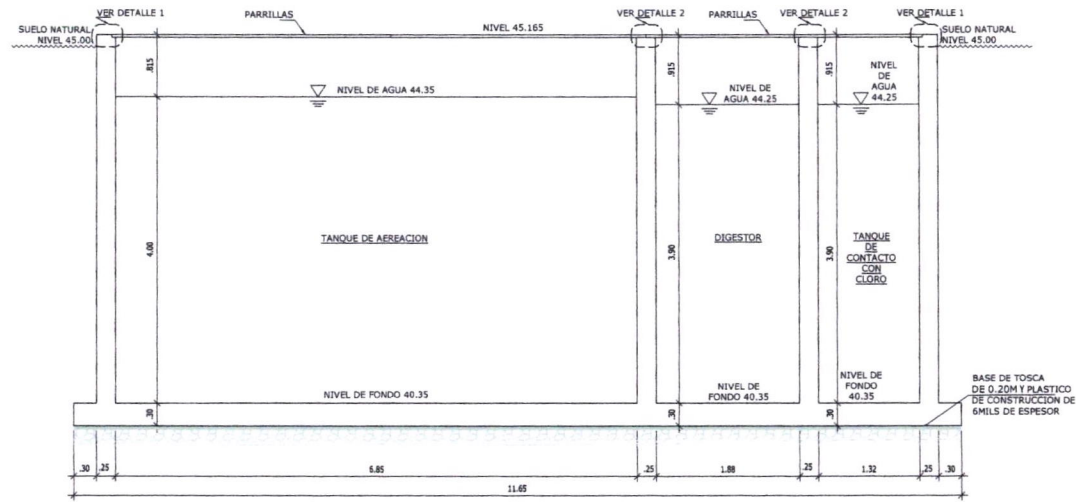 VER DETALLE 1
PARRILLAS
VER DETALLE 2
PARRILLAS
VER DETALLE 2
VER DETALLE 1
SUELO NATURAL
NIVEL 45.00
NIVEL 45.165
SUELO NATURAL
NIVEL 45.00
.815
.915
.915
NIVEL DE AGUA 44.35
NIVEL DE
AGUA 44.25
NIVEL
DE
AGUA
44.25
4.00
TANQUE DE AEREACION
3.90
DIGESTOR
3.90
TANQUE
DE
CONTACTO
CON
CLORO
NIVEL DE FONDO 40.35
NIVEL DE
FONDO 40.35
NIVEL DE
FONDO
40.35
.30
.30
.30
BASE DE TOSCA
DE 0.20M Y PLASTICO
DE CONSTRUCCION DE
6MILS DE ESPESOR
.30
.25
6.85
.25
1.88
.25
1.32
.25
.30
11.65